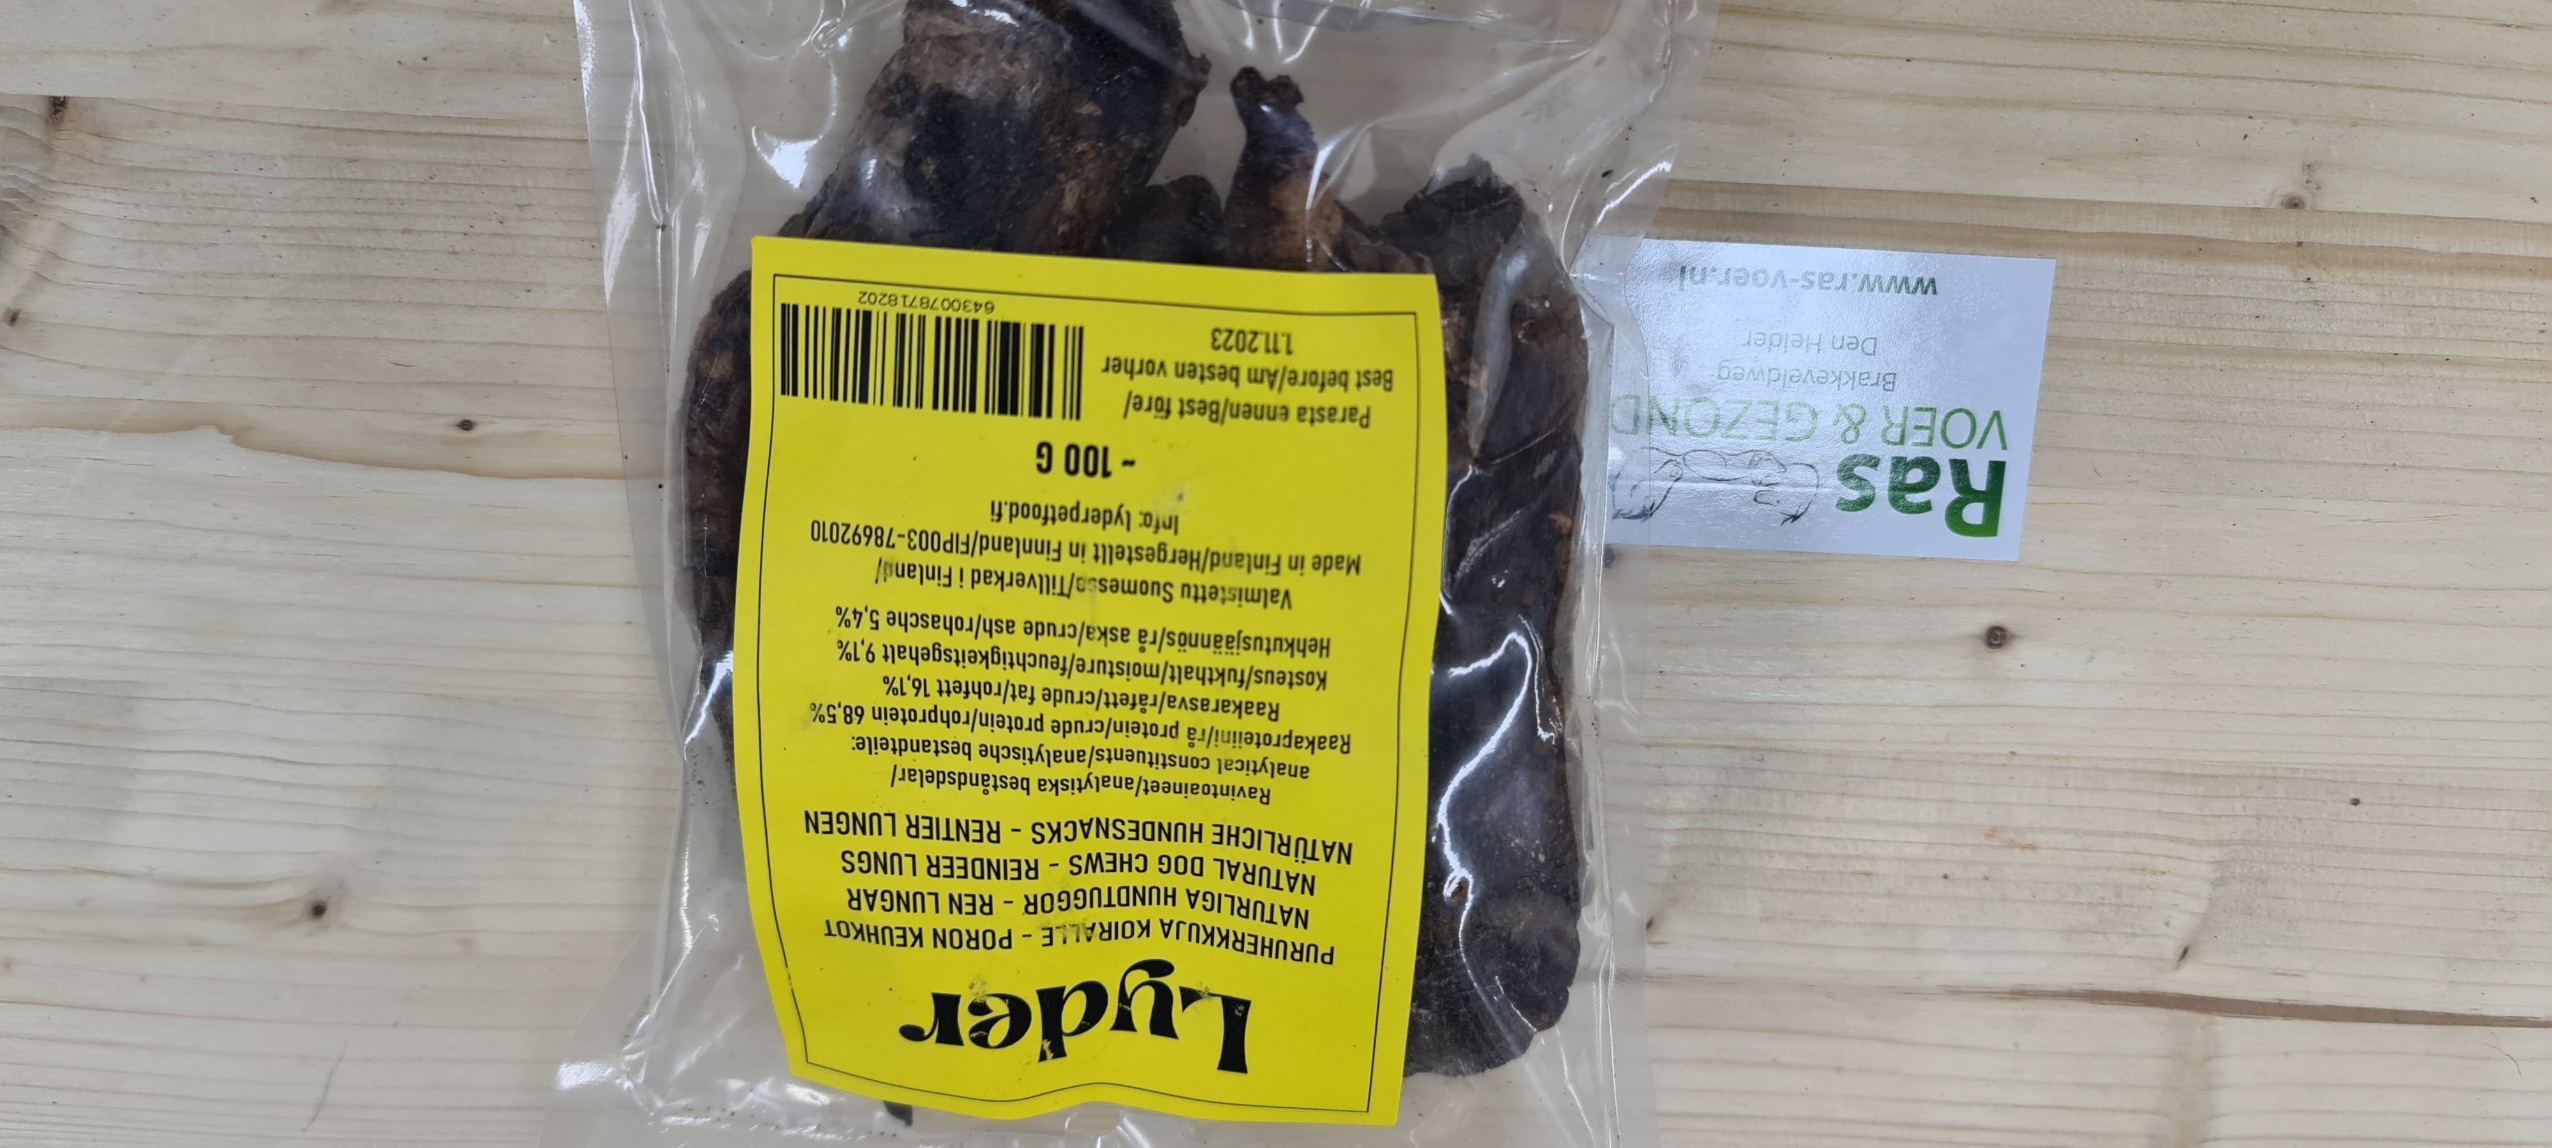 Lyder
PURUHERKKUJA KOIRALLE - PORON KEUHKOT
NATURLIGA HUNDTUGGOR - REN LUNGAR
NATURAL DOG CHEWS - REINDEER LUNGS
NATÜRLICHE HUNDESNACKS - RENTIER LUNGEN
Ravintoaineet/analytiska beståndsdelar/
analytical constituents/analytische bestandteile:
Raakaproteiini/rå protein/crude protein/rohprotein 68,5%
Raakarasva/råfett/crude fat/rohfett 16,1%
Kosteus/fukthalt/moisture/feuchtigkeitsgehalt 9,1%
Hehkutusjäännös/rå aska/crude ash/rohasche 5,4%
Valmistettu Suomessa/Tillverkad i Finland/
Made in Finland/Hergestellt in Finnland/FIP003-78692010
Info: lyderpetfood.fi
~ 100 G
Parasta ennen/Best före/
Best before/Am besten vorher
1.11.2023
6430078718202
Ras
VOER & GEZOND
Brakkeveldweg
Den Helder
www.ras-voer.nl